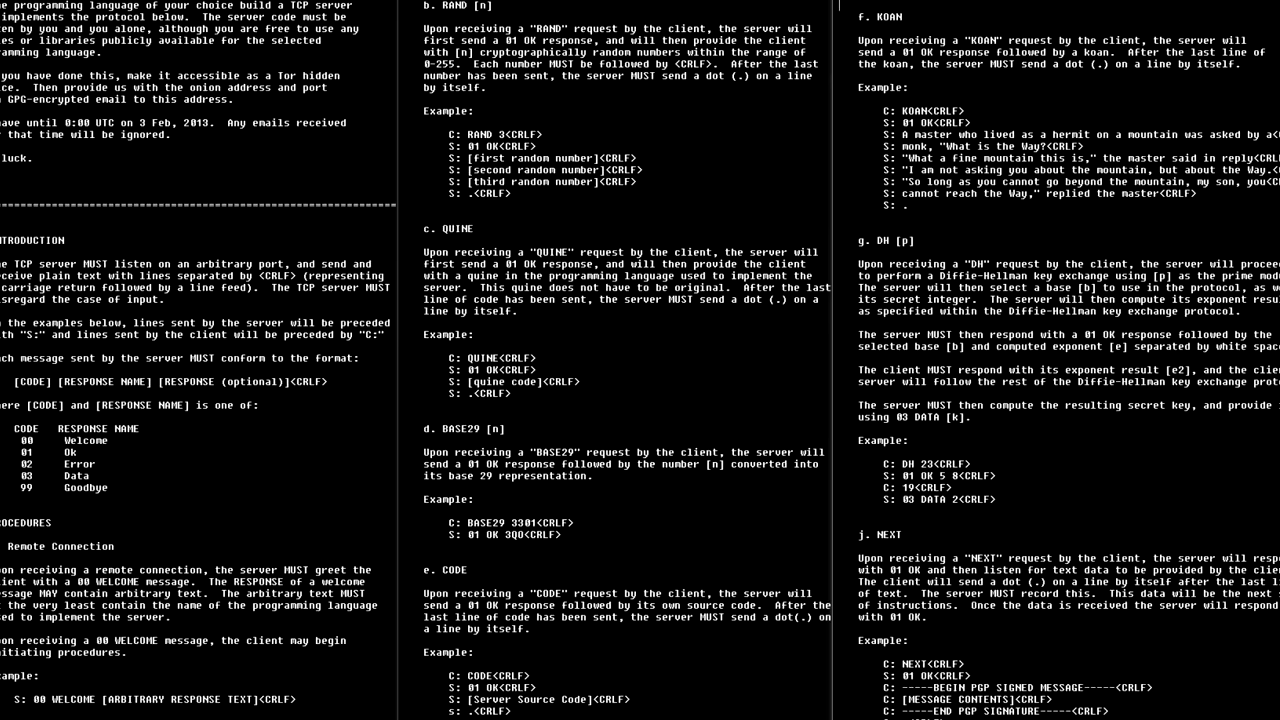 programming language of your choice build a TCP server
implements the protocol below. The server code must be
by you and you alone, although you are free to use any
or libraries publicly available for the selected
language.
you have done this, make it accessible as a Tor hidden
Then provide us with the onion address and port
GPG-encrypted email to this address.
until 0:00 UTC on 3 Feb, 2013. Any emails received
that time will be ignored.
luck.
=====================================================
NTRODUCTION
TCP server MUST listen on an arbitrary port, and send and
ceive plain text with lines separated by <CRLF> (representing
carriage return followed by a line feed). The TCP server MUST
sregard the case of input.
the examples below, lines sent by the server will be preceded
th "S:" and lines sent by the client will be preceded by "C:"
ach message sent by the server MUST conform to the format:
[CODE] [RESPONSE NAME] [RESPONSE (optional)]<CRLF>
ere [CODE] and [RESPONSE NAME] is one of:
CODE RESPONSE NAME
00 Welcome
01 Ok
02 Error
03 Data
99 Goodbye
OCEDURES
Remote Connection
on receiving a remote connection, the server MUST greet the
ient with a 00 WELCOME message. The RESPONSE of a welcome
ssage MAY contain arbitrary text. The arbitrary text MUST
the very least contain the name of the programming language
ed to implement the server.
on receiving a 00 WELCOME message, the client may begin
nitiating procedures.
ample:
S: 00 WELCOME [ARBITRARY RESPONSE TEXT]<CRLF>
b. RAND [n]
Upon receiving a "RAND" request by the client, the server will
first send a 01 OK response, and will then provide the client
with [n] cryptographically random numbers within the range of
0-255. Each number MUST be followed by <CRLF>. After the last
number has been sent, the server MUST send a dot (.) on a line
by itself.
Example:
C: RAND 3<CRLF>
S: 01 OK<CRLF>
S: [first random number]<CRLF>
S: [second random number]<CRLF>
S: [third random number]<CRLF>
S: .<CRLF>
c. QUINE
Upon receiving a "QUINE" request by the client, the server will
first send a 01 OK response, and will then provide the client
with a quine in the programming language used to implement the
server. This quine does not have to be original. After the last
line of code has been sent, the server MUST send a dot (.) on a
line by itself.
Example:
C: QUINE<CRLF>
S: 01 OK<CRLF>
S: [quine code]<CRLF>
S: .<CRLF>
d. BASE29 [n]
Upon receiving a "BASE29" request by the client, the server will
send a 01 OK response followed by the number [n] converted into
its base 29 representation.
Example:
C: BASE29 3301<CRLF>
S: 01 OK 3QO<CRLF>
e. CODE
Upon receiving a "CODE" request by the client, the server will
send a 01 OK response followed by its own source code. After the
last line of code has been sent, the server MUST send a dot(.) on
a line by itself.
Example:
C: CODE<CRLF>
S: 01 OK<CRLF>
S: [Server Source Code]<CRLF>
s: .<CRLF>
f. KOAN
Upon receiving a "KOAN" request by the client, the server will
send a 01 OK response followed by a koan. After the last line of
the koan, the server MUST send a dot (.) on a line by itself.
Example:
C: KOAN<CRLF>
S: 01 OK<CRLF>
S: A master who lived as a hermit on a mountain was asked by a<
S: monk, "What is the Way?<CRLF>
S: "What a fine mountain this is," the master said in reply<CRLF>
S: "I am not asking you about the mountain, but about the Way.<
S: "So long as you cannot go beyond the mountain, my son, you<C
S: cannot reach the Way," replied the master<CRLF>
S: .
g. DH [p]
Upon receiving a "DH" request by the client, the server will procee
to perform a Diffie-Hellman key exchange using [p] as the prime mod
The server will then select a base [b] to use in the protocol, as w
its secret integer. The server will then compute its exponent resu
as specified within the Diffie-Hellman key exchange protocol.
The server MUST then respond with a 01 OK response followed by the
selected base [b] and computed exponent [e] separated by white spac
The client MUST respond with its exponent result [e2], and the clie
server will follow the rest of the Diffie-Hellman key exchange prot
The server MUST then compute the resulting secret key, and provide
using 03 DATA [k].
Example:
C: DH 23<CRLF>
S: 01 OK 5 8<CRLF>
C: 19<CRLF>
S: 03 DATA 2<CRLF>
j. NEXT
Upon receiving a "NEXT" request by the client, the server will resp
with 01 OK and then listen for text data to be provided by the clie
The client will send a dot (.) on a line by itself after the last l
of text. The server MUST record this. This data will be the next s
of instructions. Once the data is received the server will respond
with 01 OK.
Example:
C: NEXT<CRLF>
S: 01 OK<CRLF>
C: -----BEGIN PGP SIGNED MESSAGE-----<CRLF>
C: [MESSAGE CONTENTS]<CRLF>
C: -----END PGP SIGNATURE-----<CRLF>